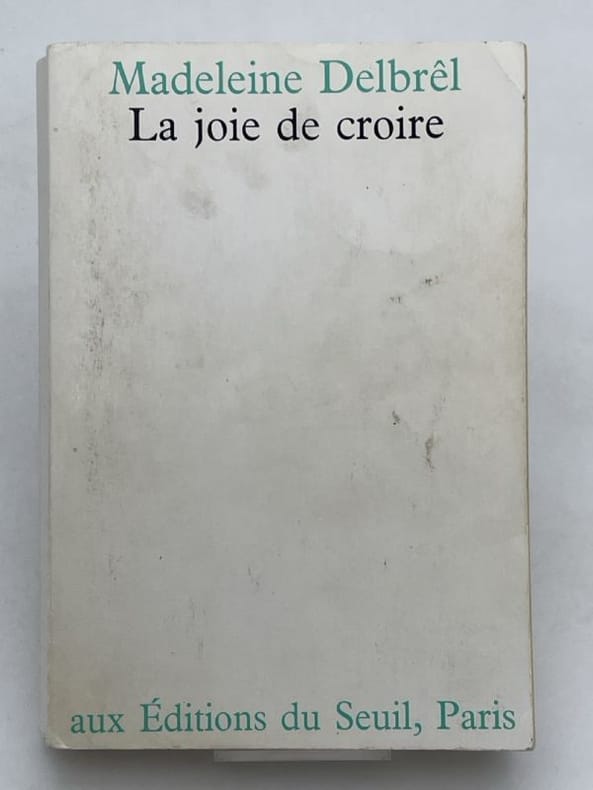 Madeleine Delbrêl
La joie de croire
aux Éditions du Seuil, Paris